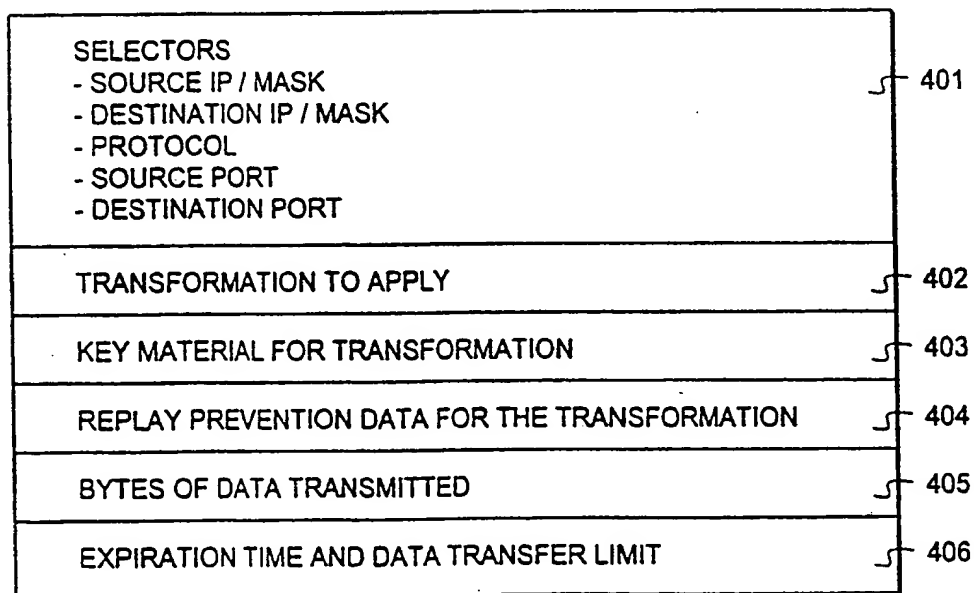 SELECTORS
- SOURCE IP / MASK
- DESTINATION IP / MASK
- PROTOCOL
- SOURCE PORT
- DESTINATION PORT
401
TRANSFORMATION TO APPLY
402
KEY MATERIAL FOR TRANSFORMATION
403
REPLAY PREVENTION DATA FOR THE TRANSFORMATION
404
BYTES OF DATA TRANSMITTED
405
EXPIRATION TIME AND DATA TRANSFER LIMIT
406